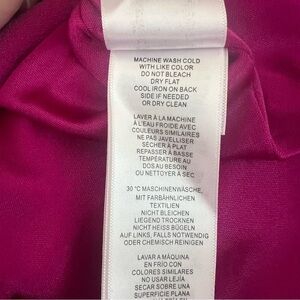 MACHINE WASH COLD
WITH LIKE COLOR
DO NOT BLEACH
DRY FLAT
COOL IRON ON BACK
SIDE IF NEEDED
OR DRY CLEAN
LAVER À LA MACHINE
À L'EAU FROIDE AVEC
COULEURS SIMILAIRES
NE PAS JAVELLISER
SÉCHER À PLAT
REPASSER À BASSE
TEMPÉRATURE AU
DOS AU BESOIN
OU NETTOYER À SEC
30 °C MASCHINENWÄSCHE,
MIT FARBÄHNLICHEN
TEXTILIEN
NICHT BLEICHEN
LIEGEND TROCKNEN
NICHT HEISS BÜGELN
AUF LINKS, FALLS NOTWENDIG
ODER CHEMISCH REINIGEN
LAVAR A MÁQUINA
EN FRÍO CON
COLORES SIMILARES
NO USAR LEJÍA
SECAR SOBRE UNA
SUPERFICIE PLANA